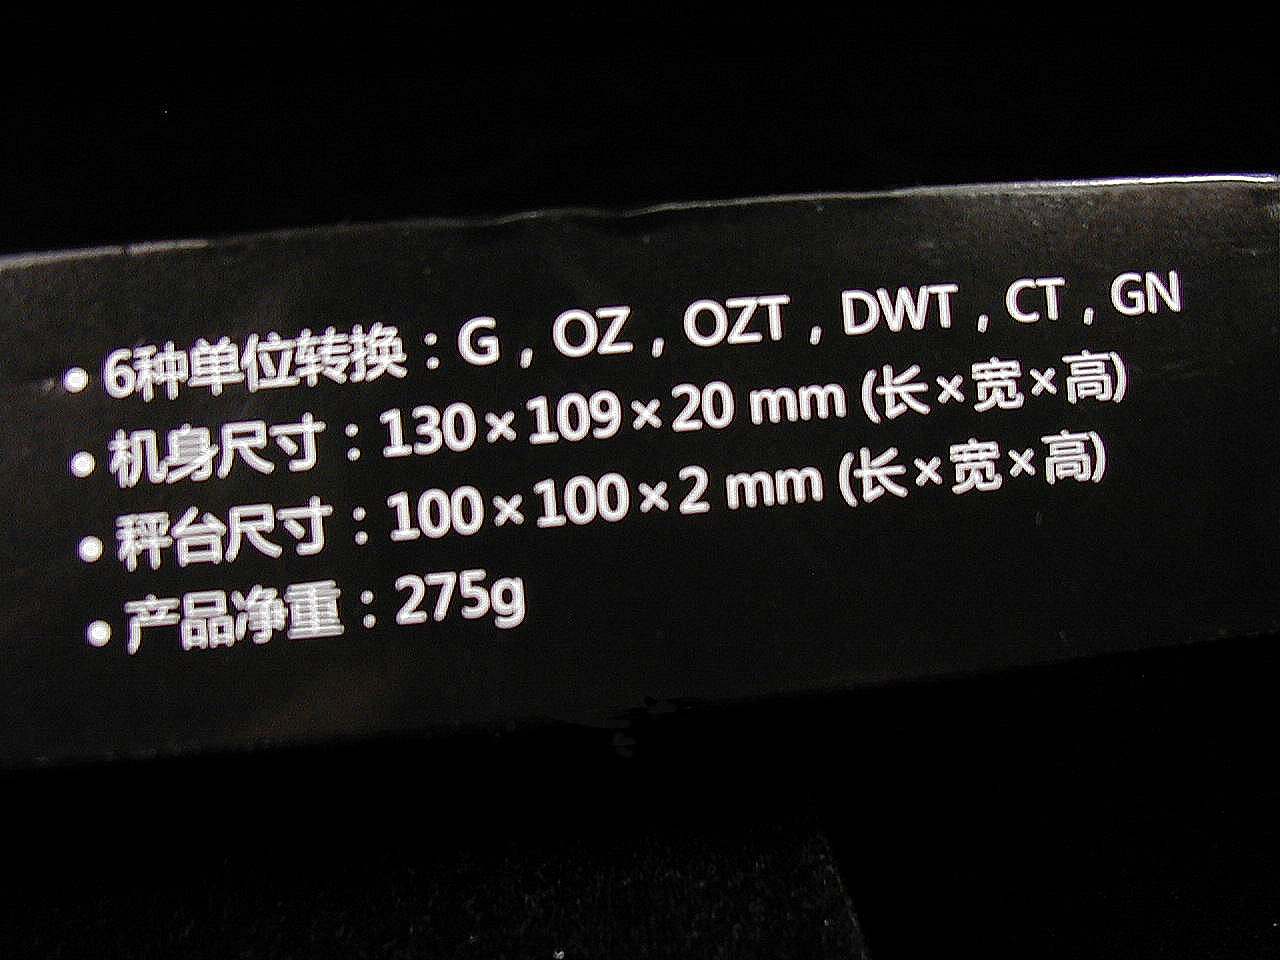 • 6种单位转换：G，OZ，OZT，DWT，CT，GN
• 机身尺寸：130×109×20 mm (长×宽×高)
• 秤台尺寸：100×100×2 mm (长×宽×高)
• 产品净重：275g